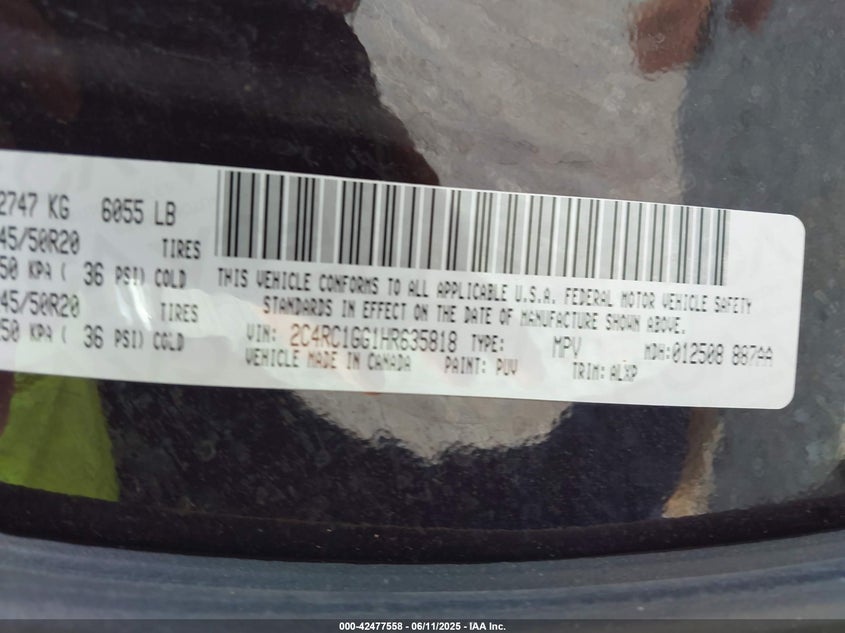 2747 KG 6055 LB
45/50R20 TIRES
50 KPA ( 36 PSI) COLD
45/50R20 TIRES
50 KPA ( 36 PSI) COLD
THIS VEHICLE CONFORMS TO ALL APPLICABLE U.S.A. FEDERAL MOTOR VEHICLE SAFETY
STANDARDS IN EFFECT ON THE DATE OF MANUFACTURE SHOWN ABOVE.
VIN: 2C4RC1GG1HR635818 TYPE: MPV MDH:012508 887AA
VEHICLE MADE IN CANADA PAINT: PUV TRIM: ALXP
000-42477558 - 06/11/2025 - IAA Inc.